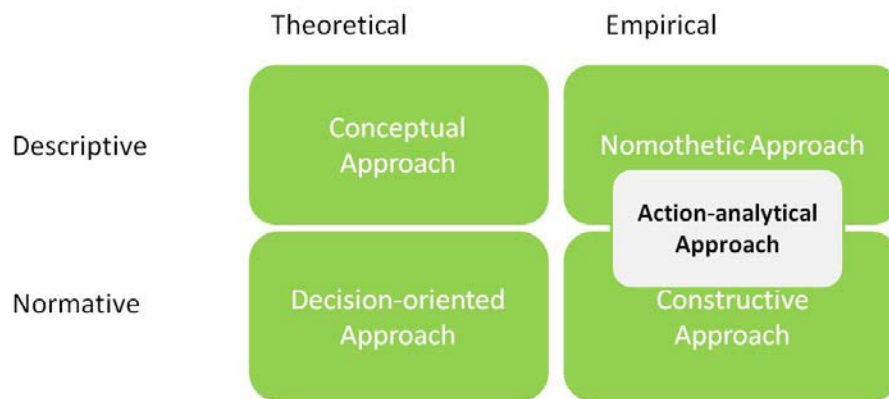 Theoretical
Empirical
Descriptive
Conceptual
Approach
Nomothetic Approach
Action-analytical
Approach
Normative
Decision-oriented
Approach
Constructive
Approach